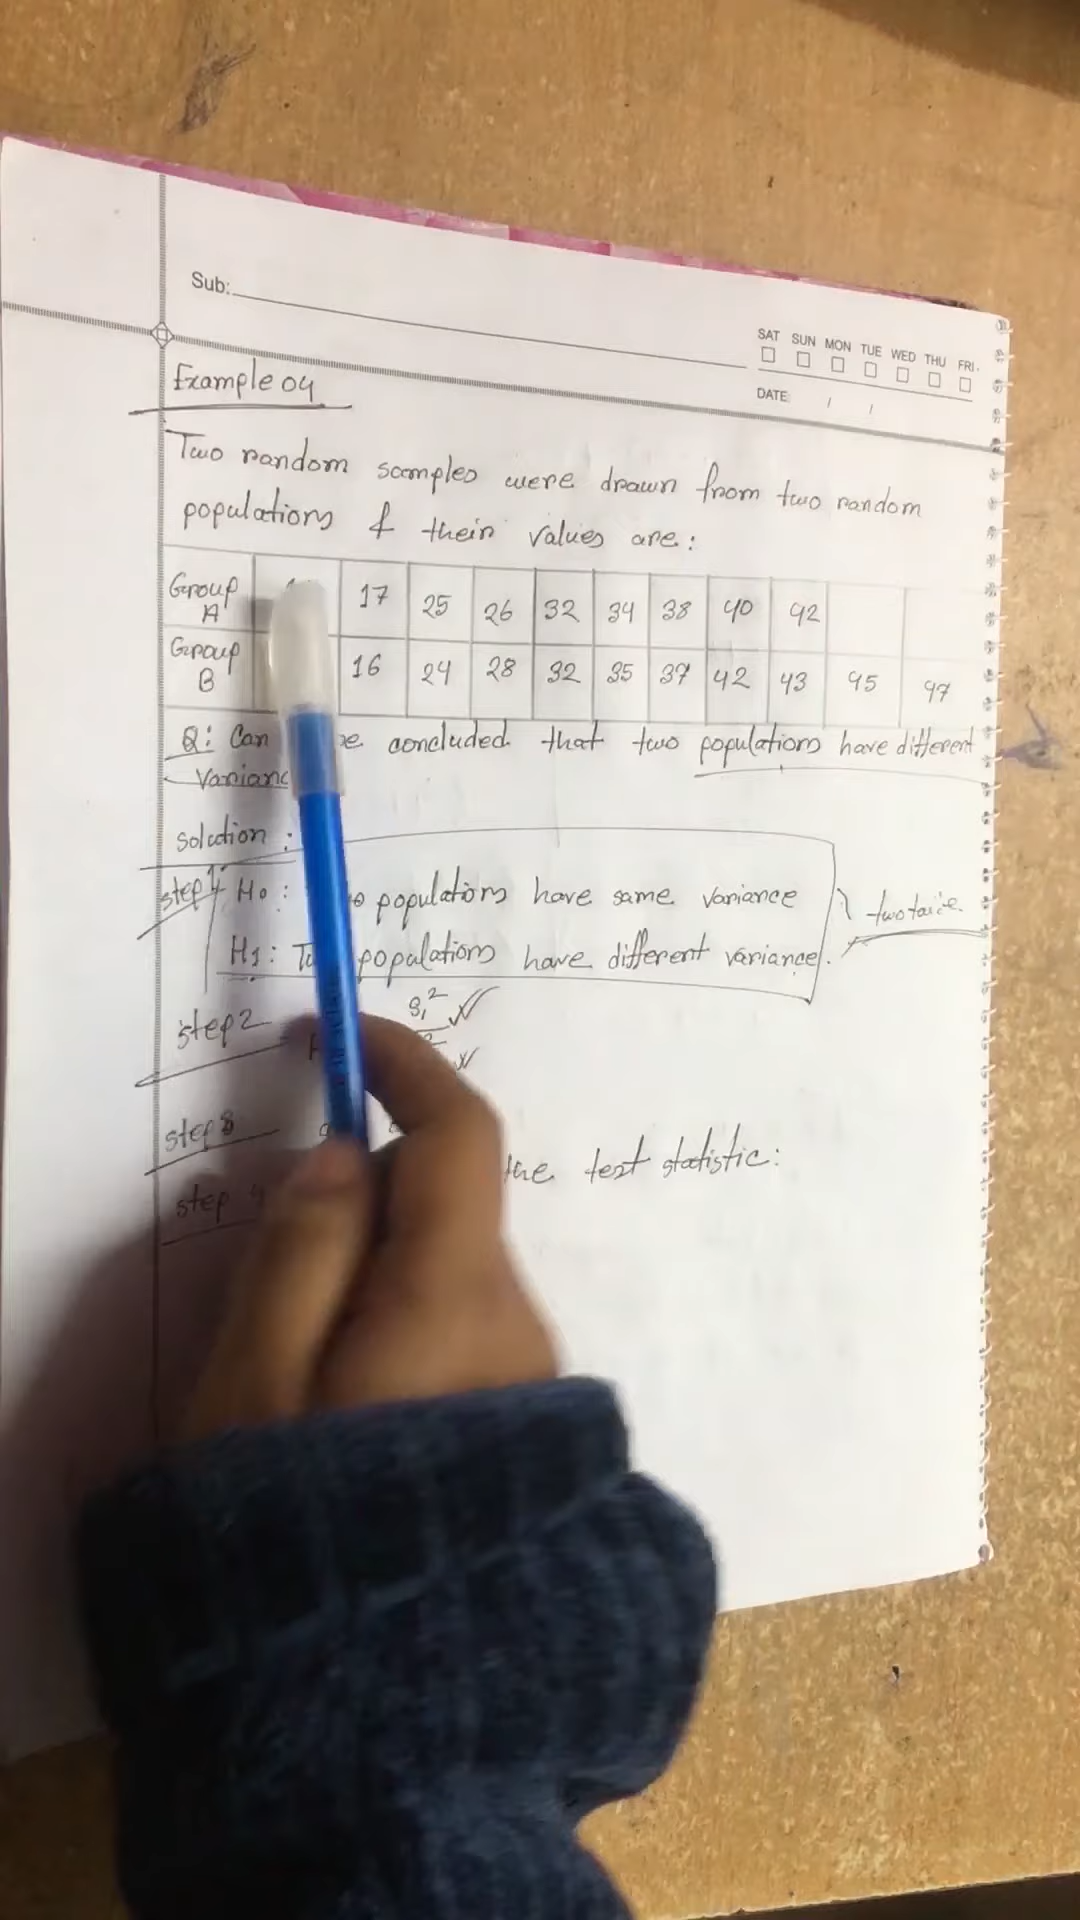 Sub:
SAT SUN MON TUE WED THU FRI
DATE: / /
Example 04
Two random samples were drawn from two random
populations & their values are:
Group A 17 25 26 32 34 38 40 42
Group B 16 24 28 32 35 37 42 43 45 47
Q: Can be concluded that two populations have different
solution :
step 1 H0 : populations have same variance
H1 : populations have different variance.
step 2 S1²
step 3
step 4 the test statistic: